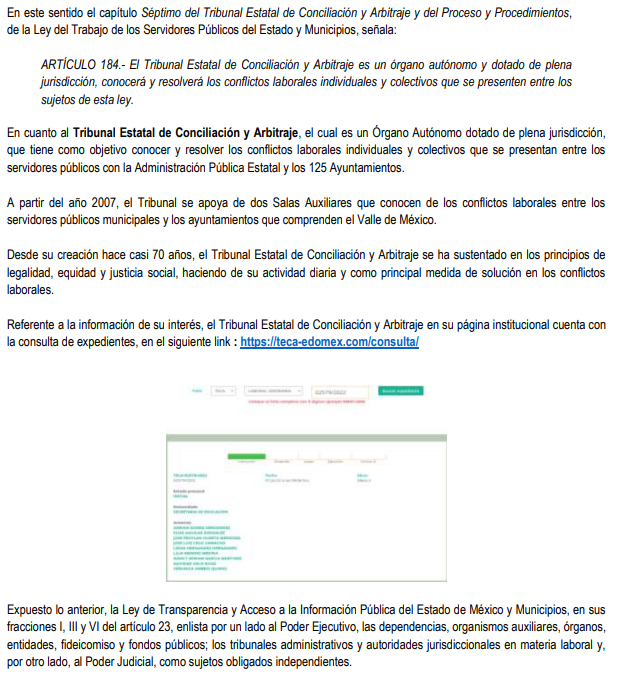 En este sentido el capítulo Séptimo del Tribunal Estatal de Conciliación y Arbitraje y del Proceso y Procedimientos,
de la Ley del Trabajo de los Servidores Públicos del Estado y Municipios, señala:
ARTÍCULO 184.- El Tribunal Estatal de Conciliación y Arbitraje es un órgano autónomo y dotado de plena
jurisdicción, conocerá y resolverá los conflictos laborales individuales y colectivos que se presenten entre los
sujetos de esta ley.
En cuanto al Tribunal Estatal de Conciliación y Arbitraje, el cual es un Órgano Autónomo dotado de plena jurisdicción,
que tiene como objetivo conocer y resolver los conflictos laborales individuales y colectivos que se presentan entre los
servidores públicos con la Administración Pública Estatal y los 125 Ayuntamientos.
A partir del año 2007, el Tribunal se apoya de dos Salas Auxiliares que conocen de los conflictos laborales entre los
servidores públicos municipales y los ayuntamientos que comprenden el Valle de México.
Desde su creación hace casi 70 años, el Tribunal Estatal de Conciliación y Arbitraje se ha sustentado en los principios de
legalidad, equidad y justicia social, haciendo de su actividad diaria y como principal medida de solución en los conflictos
laborales.
Referente a la información de su interés, el Tribunal Estatal de Conciliación y Arbitraje en su página institucional cuenta con
la consulta de expedientes, en el siguiente link : https://teca-edomex.com/consulta/
TECA
Expuesto lo anterior, la Ley de Transparencia y Acceso a la Información Pública del Estado de México y Municipios, en sus
fracciones I, III y VI del artículo 23, enlista por un lado al Poder Ejecutivo, las dependencias, organismos auxiliares, órganos,
entidades, fideicomiso y fondos públicos; los tribunales administrativos y autoridades jurisdiccionales en materia laboral y,
por otro lado, al Poder Judicial, como sujetos obligados independientes.